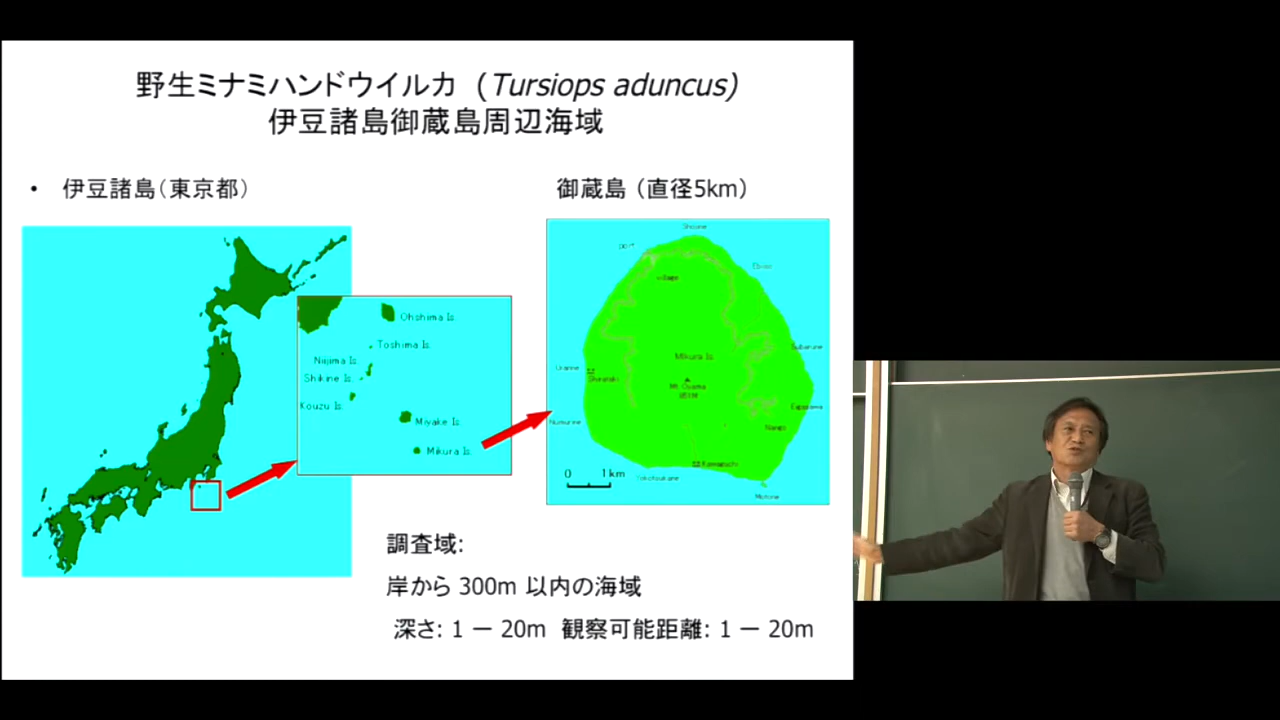 野生ミナミハンドウイルカ (Tursiops aduncus)
伊豆諸島御蔵島周辺海域
• 伊豆諸島(東京都)
御蔵島 (直径5km)
Ohshima Is.
Toshima Is.
Niijima Is.
Shikine Is.
Kouzu Is.
Miyake Is.
Mikura Is.
village
Mikura Is.
Mt. Oyama
Kawaguchi
0 1km
調査域:
岸から 300m 以内の海域
深さ: 1 ー 20m 観察可能距離: 1 ー 20m